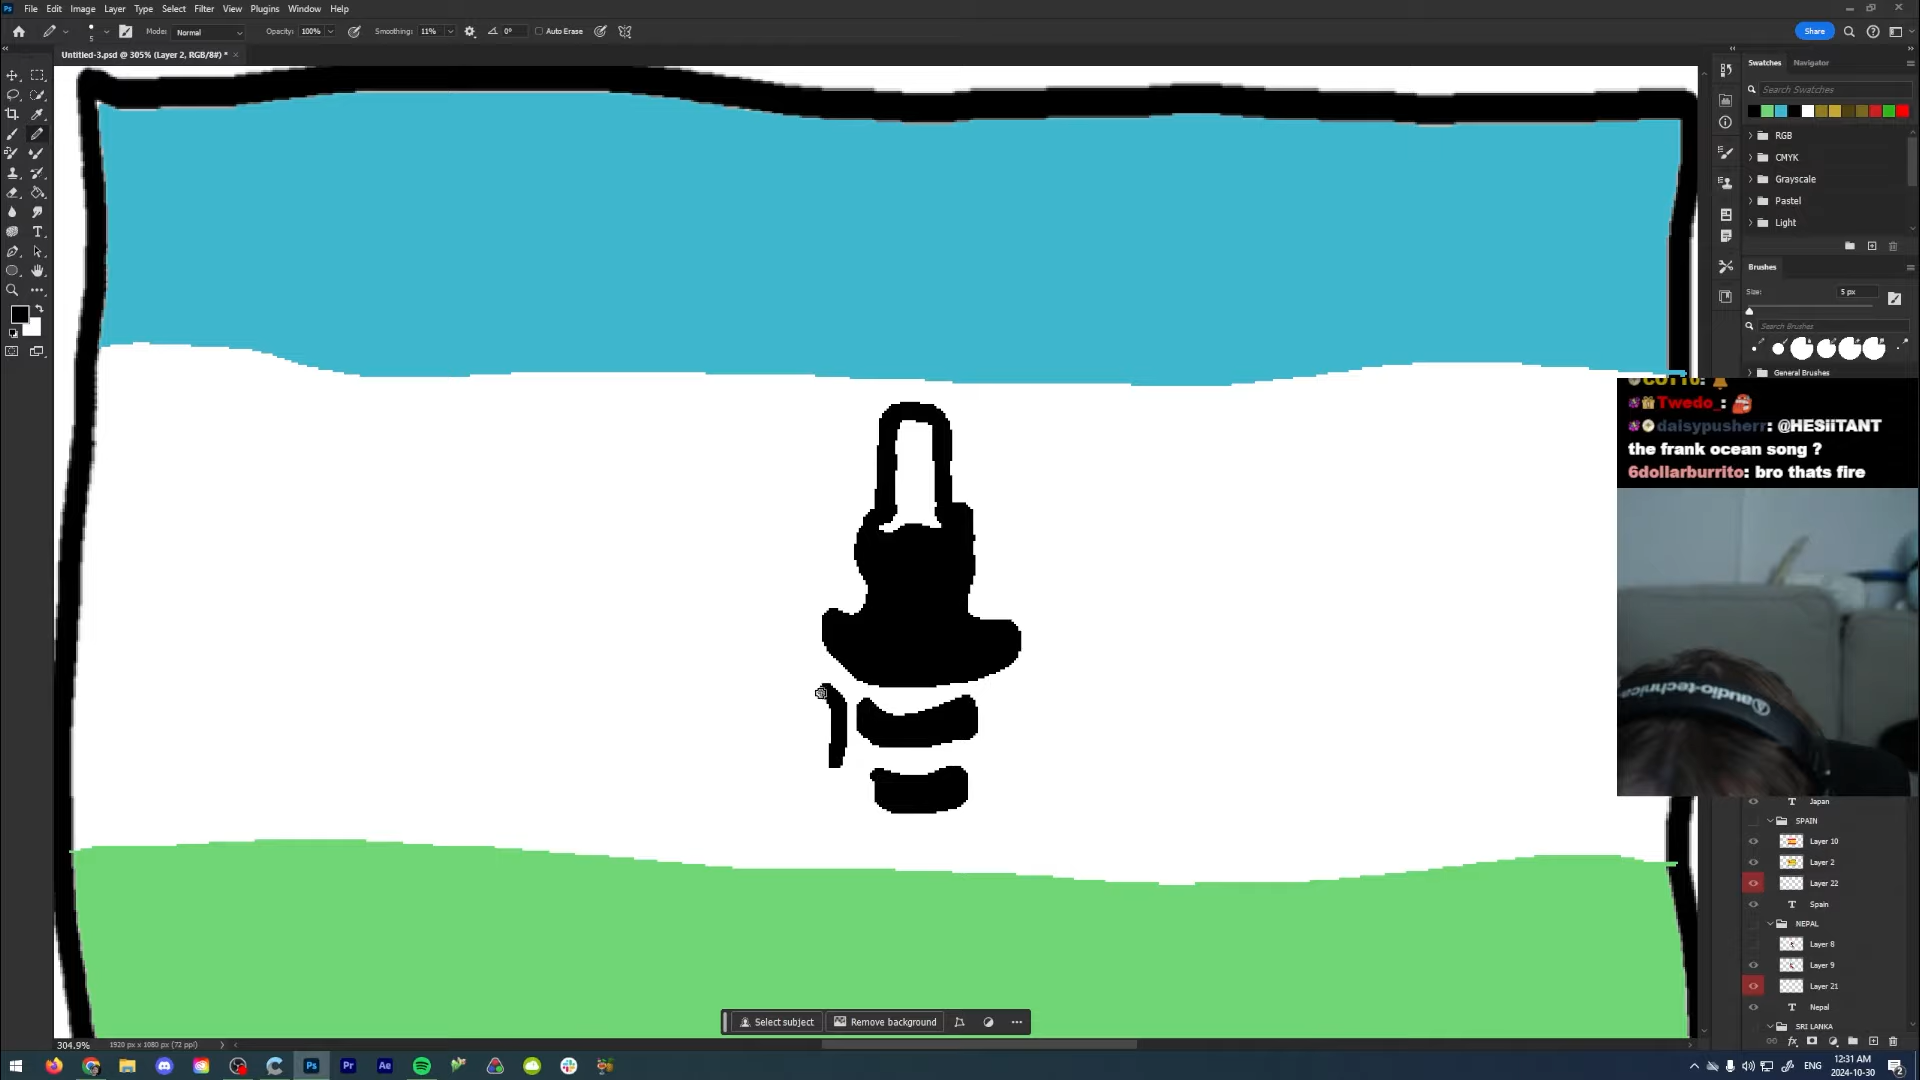 File Edit Image Layer Type Select Filter View Plugins Window Help
Mode: Normal Opacity: 100% Smoothing: 11% 0° Auto Erase Share
Untitled-3.psd @ 305% (Layer 2, RGB/8#) *
Swatches Navigator
Search Swatches
RGB
CMYK
Grayscale
Pastel
Light
Brushes
Size: 5 px
Search Brushes
General Brushes
COTTO:
Twedo_:
daisypusherr: @HESiiTANT
the frank ocean song ?
6dollarburrito: bro thats fire
audio-technica
Japan
SPAIN
Layer 10
Layer 2
Layer 22
Spain
NEPAL
Layer 8
Layer 9
Layer 21
Nepal
SRI LANKA
Select subject Remove background
304.9% 1920 px x 1080 px (72 ppi)
Ps Pr Ae
ENG
12:31 AM
2024-10-30